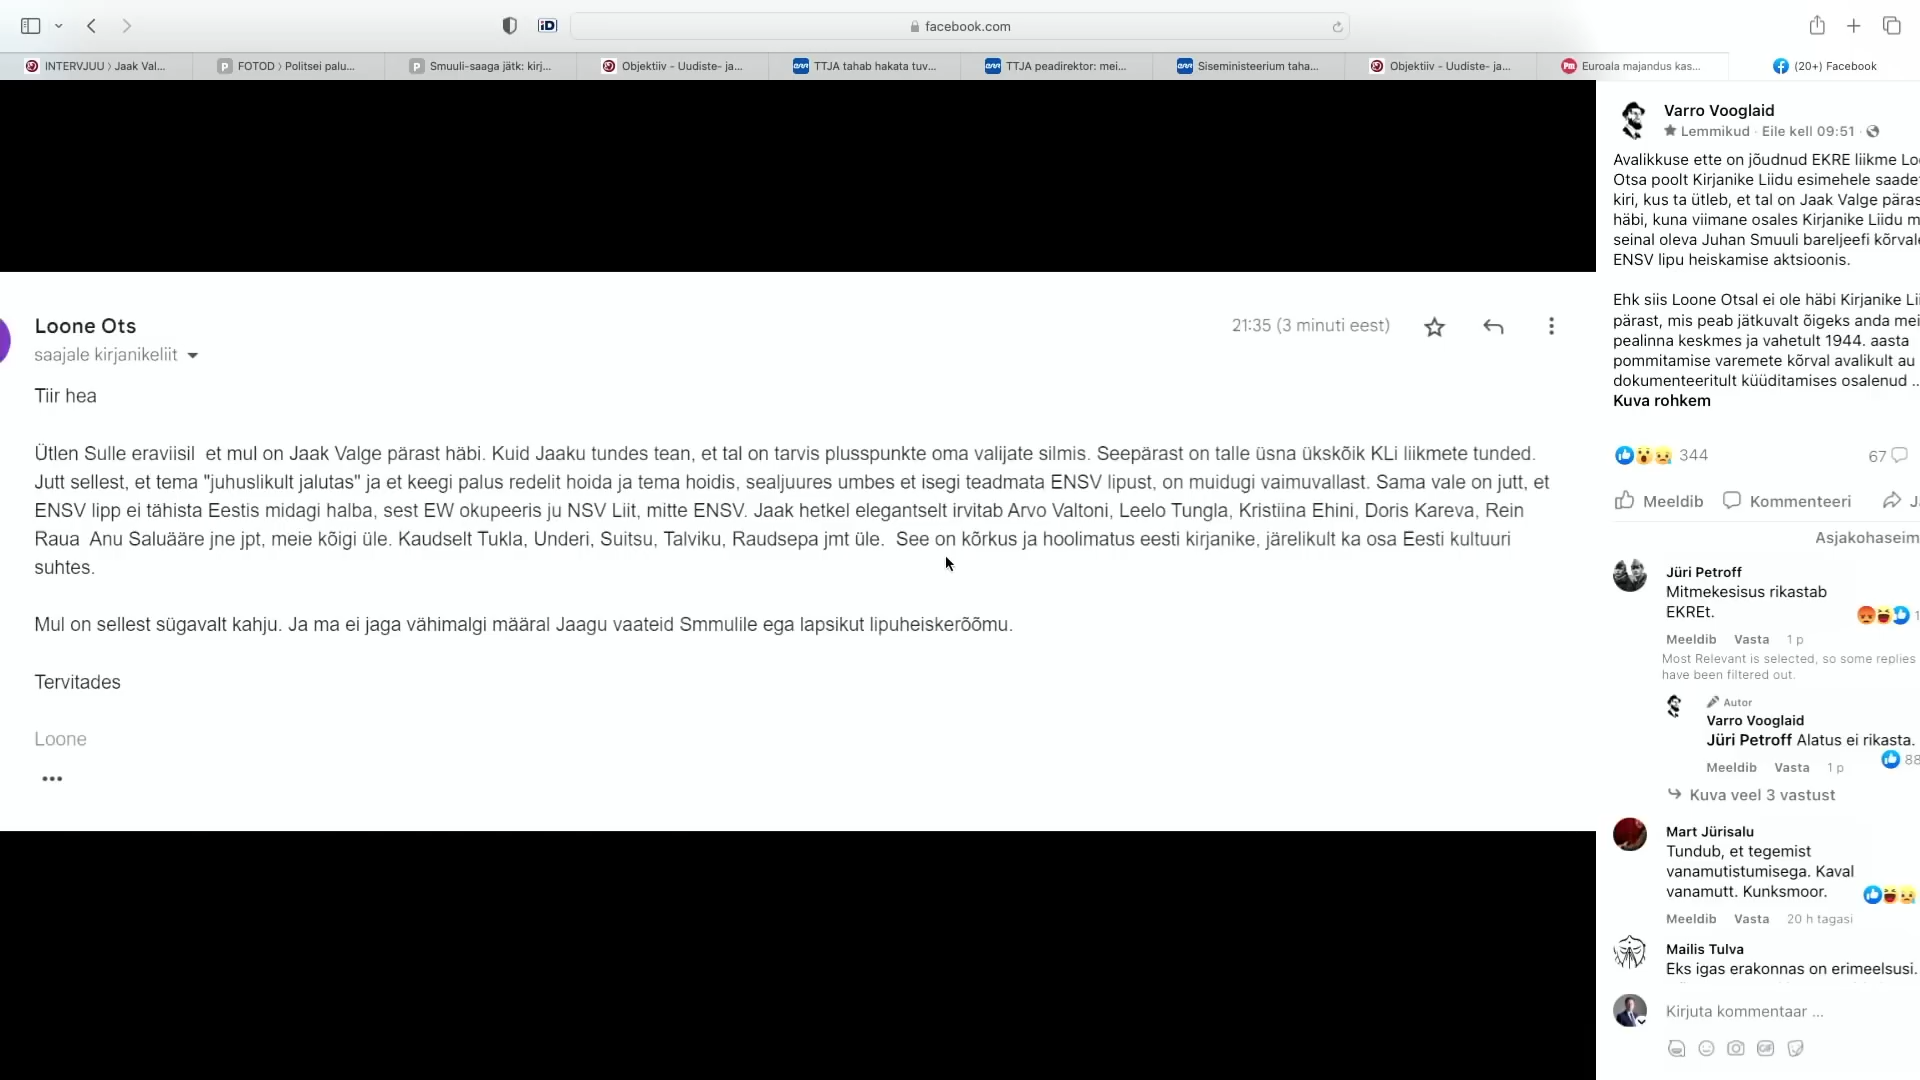 facebook.com
INTERVJUU 〉Jaak Val...
FOTOD 〉Politsei palu...
Smuuli-saaga jätk: kirj...
Objektiiv - Uudiste- ja...
TTJA tahab hakata tuv...
TTJA peadirektor: mei...
Siseministeerium taha...
Objektiiv - Uudiste- ja...
Euroala majandus kas...
(20+) Facebook
Loone Ots
21:35 (3 minuti eest)
saajale kirjanikeliit
Tiir hea
Ütlen Sulle eraviisil et mul on Jaak Valge pärast häbi. Kuid Jaaku tundes tean, et tal on tarvis plusspunkte oma valijate silmis. Seepärast on talle üsna ükskõik KLi liikmete tunded.
Jutt sellest, et tema "juhuslikult jalutas" ja et keegi palus redelit hoida ja tema hoidis, sealjuures umbes et isegi teadmata ENSV lipust, on muidugi vaimuvallast. Sama vale on jutt, et
ENSV lipp ei tähista Eestis midagi halba, sest EW okupeeris ju NSV Liit, mitte ENSV. Jaak hetkel elegantselt irvitab Arvo Valtoni, Leelo Tungla, Kristiina Ehini, Doris Kareva, Rein
Raua Anu Saluääre jne jpt, meie kõigi üle. Kaudselt Tukla, Underi, Suitsu, Talviku, Raudsepa jmt üle. See on kõrkus ja hoolimatus eesti kirjanike, järelikult ka osa Eesti kultuuri
suhtes.
Mul on sellest sügavalt kahju. Ja ma ei jaga vähimalgi määral Jaagu vaateid Smmulile ega lapsikut lipuheiskerõõmu.
Tervitades
Loone
Varro Vooglaid
Lemmikud · Eile kell 09:51 ·
Avalikkuse ette on jõudnud EKRE liikme Lo
Otsa poolt Kirjanike Liidu esimehele saade
kiri, kus ta ütleb, et tal on Jaak Valge päras
häbi, kuna viimane osales Kirjanike Liidu m
seinal oleva Juhan Smuuli bareljeefi kõrval
ENSV lipu heiskamise aktsioonis.
Ehk siis Loone Otsal ei ole häbi Kirjanike Li
pärast, mis peab jätkuvalt õigeks anda mei
pealinna keskmes ja vahetult 1944. aasta
pommitamise varemete kõrval avalikult au
dokumenteeritult küüditamises osalenud ..
Kuva rohkem
344
67
Meeldib
Kommenteeri
J
Asjakohaseim
Jüri Petroff
Mitmekesisus rikastab
EKREt.
1
Meeldib Vasta 1 p
Most Relevant is selected, so some replies
have been filtered out.
Autor
Varro Vooglaid
Jüri Petroff Alatus ei rikasta.
88
Meeldib Vasta 1 p
Kuva veel 3 vastust
Mart Jürisalu
Tundub, et tegemist
vanamutistumisega. Kaval
vanamutt. Kunksmoor.
Meeldib Vasta 20 h tagasi
Mailis Tulva
Eks igas erakonnas on erimeelsusi.
Kirjuta kommentaar ...